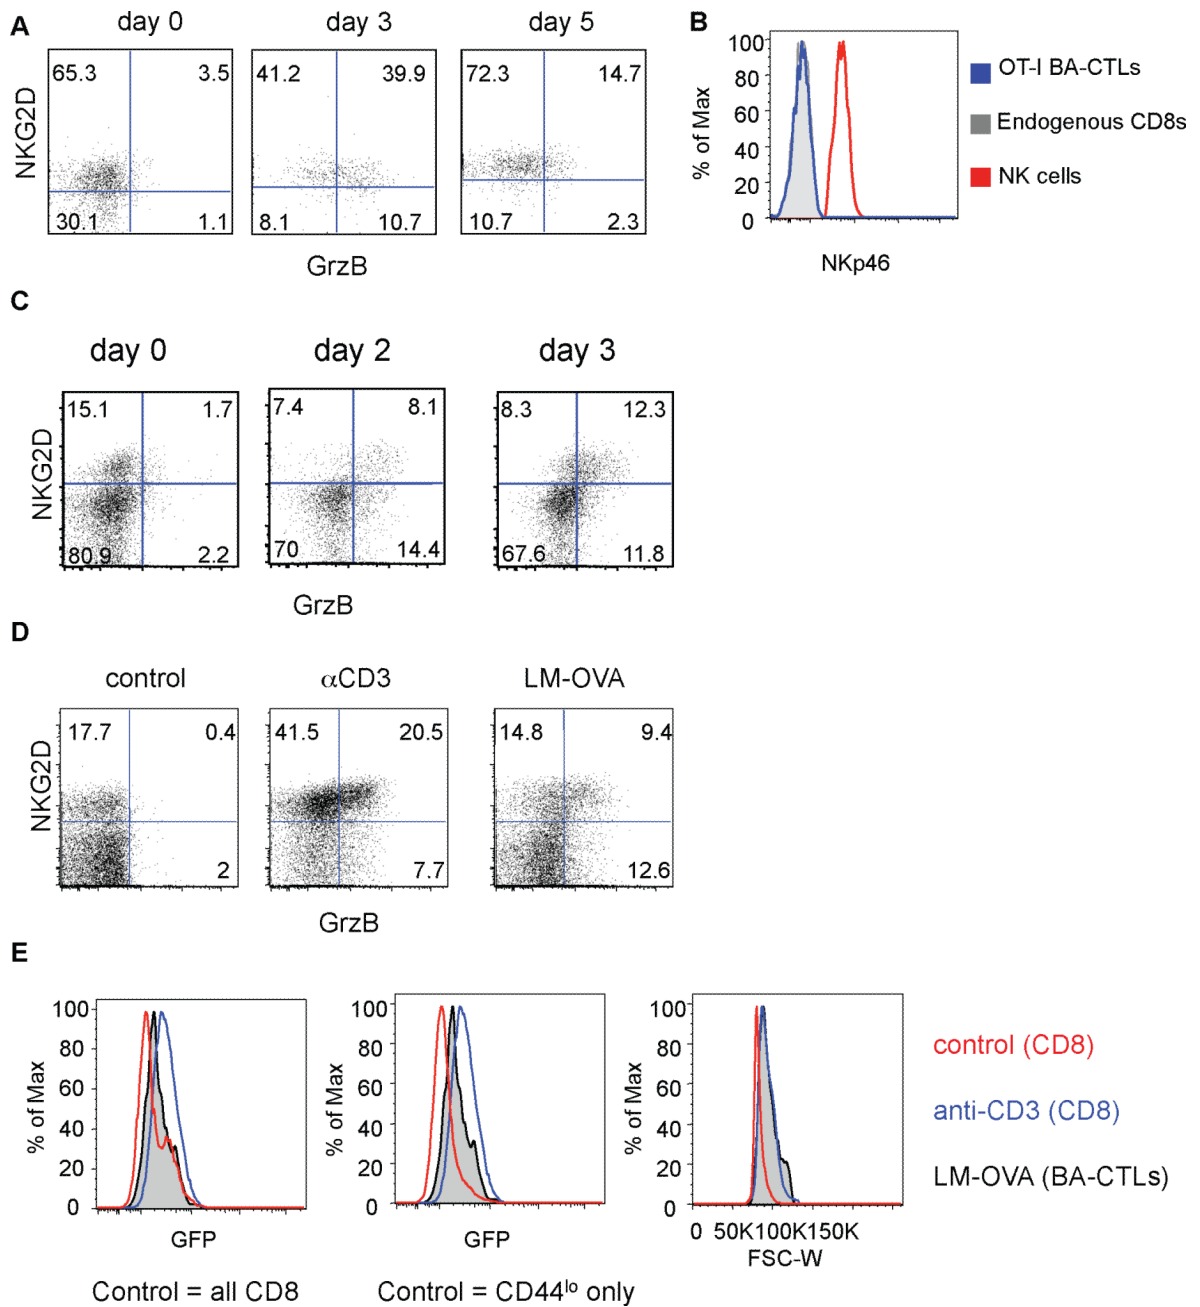 A
day 0
day 3
day 5
NKG2D
65.3 3.5
30.1 1.1
41.2 39.9
8.1 10.7
72.3 14.7
10.7 2.3
GrzB
B
% of Max
100
80
60
40
20
0
NKp46
OT-I BA-CTLs
Endogenous CD8s
NK cells
C
day 0
day 2
day 3
NKG2D
15.1 1.7
80.9 2.2
7.4 8.1
70 14.4
8.3 12.3
67.6 11.8
GrzB
D
control
αCD3
LM-OVA
NKG2D
17.7 0.4
2
41.5 20.5
7.7
14.8 9.4
12.6
GrzB
E
% of Max
100
80
60
40
20
0
GFP
Control = all CD8
% of Max
100
80
60
40
20
0
GFP
Control = CD44lo only
% of Max
100
80
60
40
20
0
0 50K100K150K
FSC-W
control (CD8)
anti-CD3 (CD8)
LM-OVA (BA-CTLs)